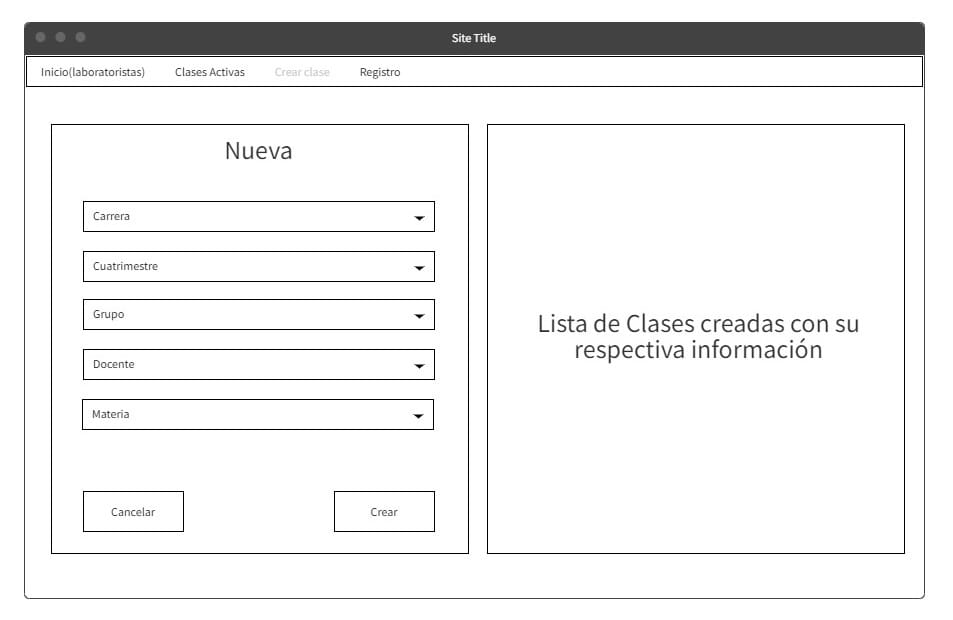 Site Title
Inicio(laboratoristas) Clases Activas Crear clase Registro
Nueva
Carrera
Cuatrimestre
Grupo
Docente
Materia
Cancelar Crear
Lista de Clases creadas con su
respectiva información